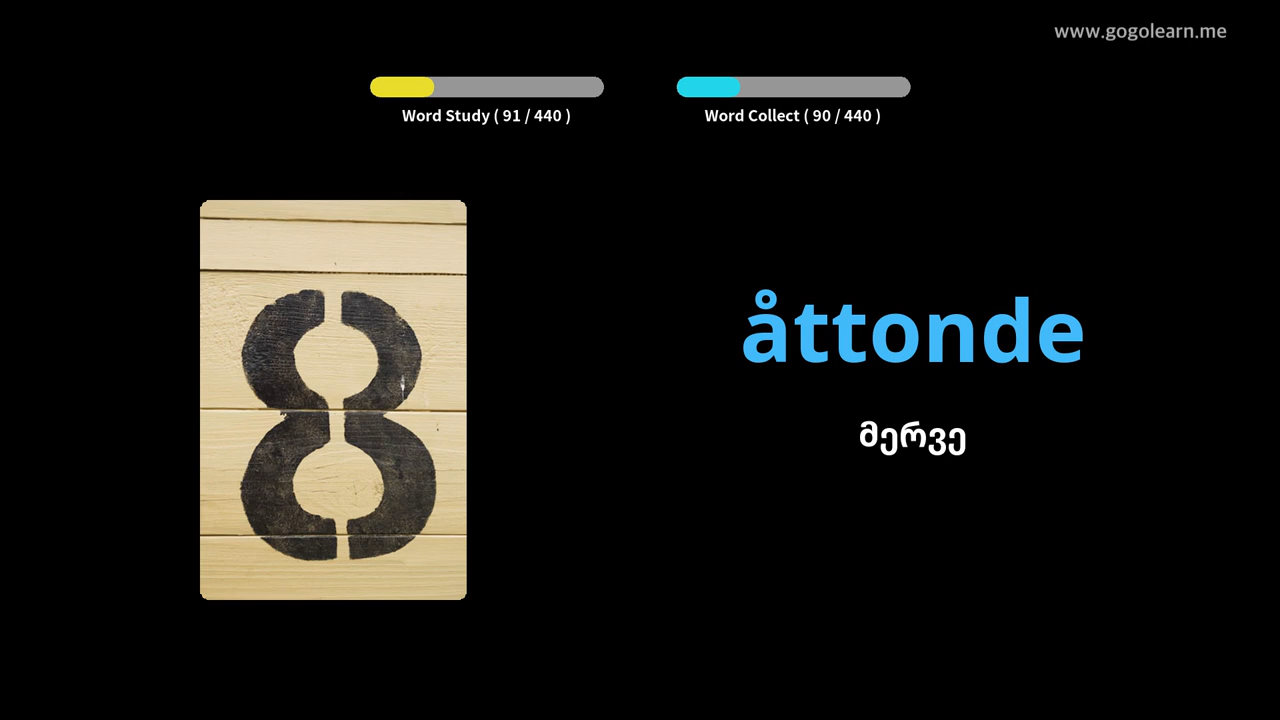 www.gogolearn.me
Word Study ( 91 / 440 )
Word Collect ( 90 / 440 )
8
åttonde
მერვე